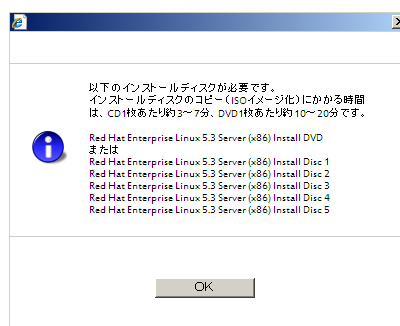 以下のインストールディスクが必要です。
インストールディスクのコピー(ISOイメージ化)にかかる時間
は、CD1枚あたり約3～7分、DVD1枚あたり約10～20分です。
Red Hat Enterprise Linux 5.3 Server (x86) Install DVD
または
Red Hat Enterprise Linux 5.3 Server (x86) Install Disc 1
Red Hat Enterprise Linux 5.3 Server (x86) Install Disc 2
Red Hat Enterprise Linux 5.3 Server (x86) Install Disc 3
Red Hat Enterprise Linux 5.3 Server (x86) Install Disc 4
Red Hat Enterprise Linux 5.3 Server (x86) Install Disc 5
OK